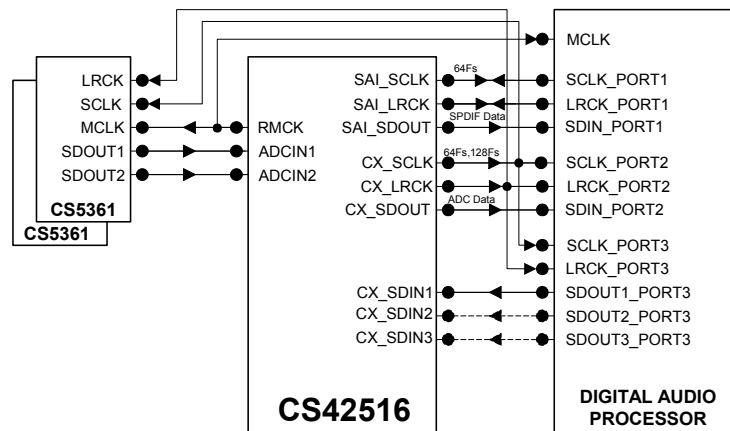 LRCK
SCLK
MCLK
SDOUT1
SDOUT2
CS5361
CS5361
RMCK
ADCIN1
ADCIN2
SAI_SCLK
SAI_LRCK
SAI_SDOUT
CX_SCLK
CX_LRCK
CX_SDOUT
CX_SDIN1
CX_SDIN2
CX_SDIN3
CS42516
64Fs
SPDIF Data
64Fs,128Fs
ADC Data
MCLK
SCLK_PORT1
LRCK_PORT1
SDIN_PORT1
SCLK_PORT2
LRCK_PORT2
SDIN_PORT2
SCLK_PORT3
LRCK_PORT3
SDOUT1_PORT3
SDOUT2_PORT3
SDOUT3_PORT3
DIGITAL AUDIO
PROCESSOR